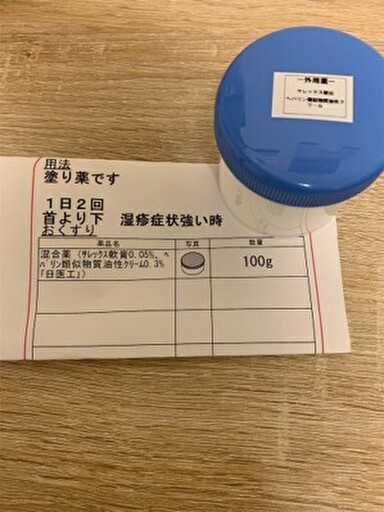 一外用薬一
サレックス軟膏
ヘパリン類似物質油性ク
リーム
用法
塗り薬です
1日2回
首より下 湿疹症状強い時
おくすり
薬品名 写真 数量
混合薬（サレックス軟膏0.05%、ヘ
パリン類似物質油性クリーム0.3%
「日医工」）
100g